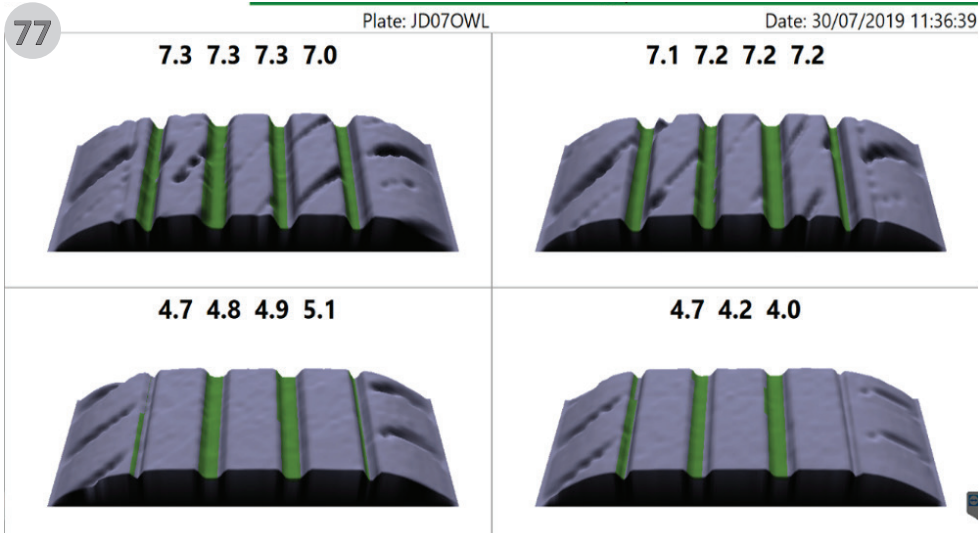 77
Plate: JD07OWL
Date: 30/07/2019 11:36:39
7.3 7.3 7.3 7.0
7.1 7.2 7.2 7.2
4.7 4.8 4.9 5.1
4.7 4.2 4.0